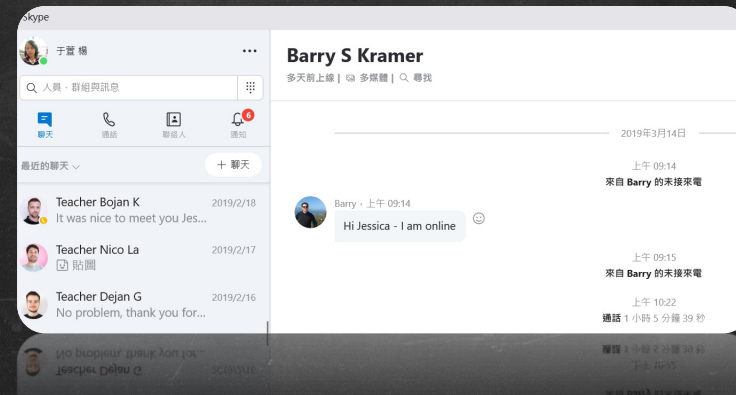 Skype
于萱 楊
人員、群組與訊息
聊天
通話
聯絡人
通知
6
最近的聊天
+ 聊天
Teacher Bojan K
2019/2/18
It was nice to meet you Jes...
Teacher Nico La
2019/2/17
貼圖
Teacher Dejan G
2019/2/16
No problem, thank you for...
Barry S Kramer
多天前上線 | 多媒體 | 尋找
2019年3月14日
上午 09:14
來自 Barry 的未接來電
Barry，上午 09:14
Hi Jessica - I am online
上午 09:15
來自 Barry 的未接來電
上午 10:22
通話 1 小時 5 分鐘 39 秒